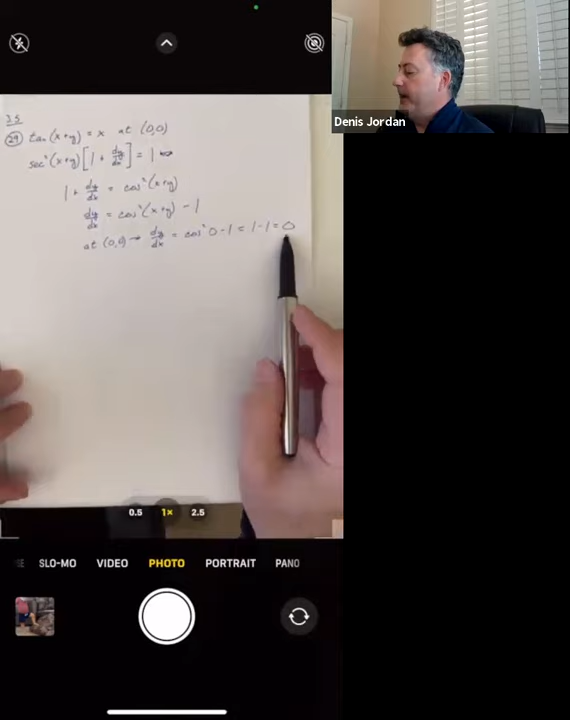 Denis Jordan
3.5
29 tan(x+y) = x at (0,0)
sec²(x+y)[1 + dy/dx] = 1
1 + dy/dx = cos²(x+y)
dy/dx = cos²(x+y) - 1
at (0,0) → dy/dx = cos² 0 - 1 = 1 - 1 = 0
0.5 1× 2.5
SLO-MO VIDEO PHOTO PORTRAIT PANO